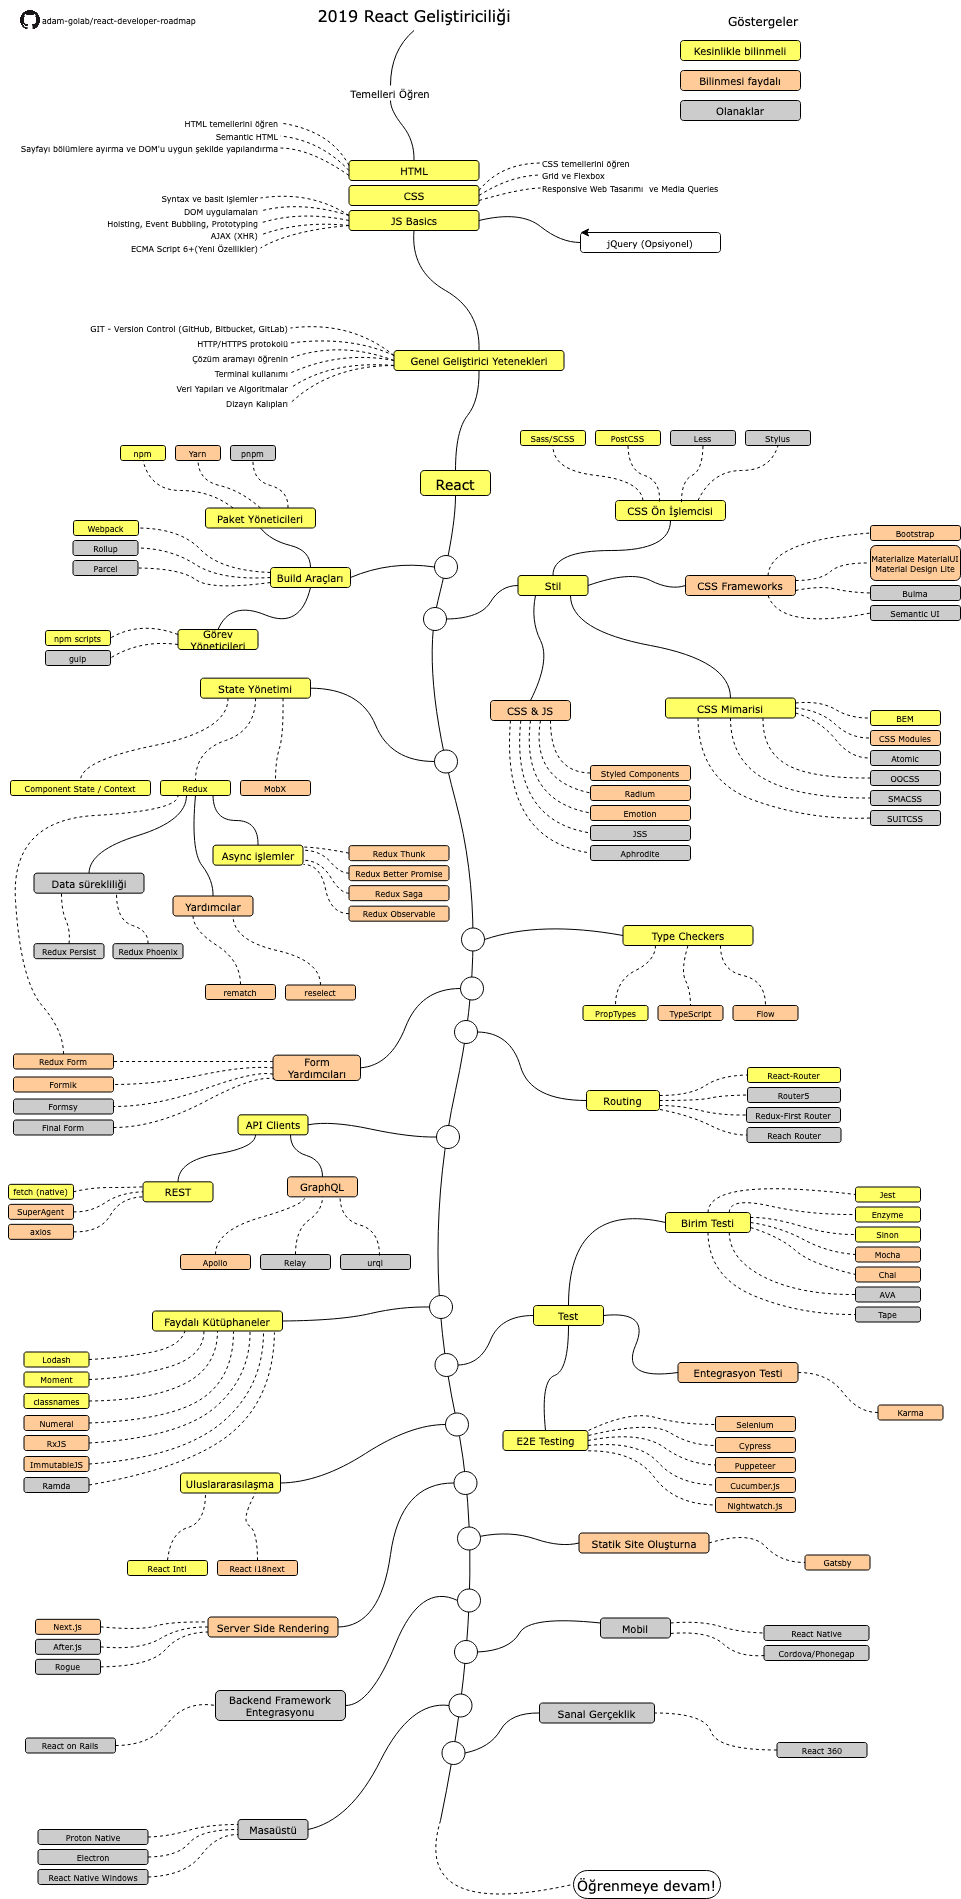 adam-golab/react-developer-roadmap
2019 React Geliştiriciliği
Göstergeler
Kesinlikle bilinmeli
Bilinmesi faydalı
Olanaklar
Temelleri Öğren
HTML temellerini öğren
Semantic HTML
Sayfayı bölümlere ayırma ve DOM'u uygun şekilde yapılandırma
HTML
CSS temellerini öğren
Grid ve Flexbox
Responsive Web Tasarımı ve Media Queries
CSS
Syntax ve basit işlemler
DOM uygulamaları
Hoisting, Event Bubbling, Prototyping
AJAX (XHR)
ECMA Script 6+(Yeni Özellikler)
JS Basics
jQuery (Opsiyonel)
GIT - Version Control (GitHub, Bitbucket, GitLab)
HTTP/HTTPS protokolü
Çözüm aramayı öğrenin
Terminal kullanımı
Veri Yapıları ve Algoritmalar
Dizayn Kalıpları
Genel Geliştirici Yetenekleri
React
npm
Yarn
pnpm
Paket Yöneticileri
Webpack
Rollup
Parcel
Build Araçları
npm scripts
gulp
Görev
Yöneticileri
Sass/SCSS
PostCSS
Less
Stylus
CSS Ön İşlemcisi
Stil
CSS Frameworks
Bootstrap
Materialize MaterialUI
Material Design Lite
Bulma
Semantic UI
CSS & JS
Styled Components
Radium
Emotion
JSS
Aphrodite
CSS Mimarisi
BEM
CSS Modules
Atomic
OOCSS
SMACSS
SUITCSS
State Yönetimi
Component State / Context
Redux
MobX
Async işlemler
Redux Thunk
Redux Better Promise
Redux Saga
Redux Observable
Data sürekliliği
Redux Persist
Redux Phoenix
Yardımcılar
rematch
reselect
Type Checkers
PropTypes
TypeScript
Flow
Form
Yardımcıları
Redux Form
Formik
Formsy
Final Form
Routing
React-Router
Router5
Redux-First Router
Reach Router
API Clients
REST
fetch (native)
SuperAgent
axios
GraphQL
Apollo
Relay
urql
Birim Testi
Jest
Enzyme
Sinon
Mocha
Chai
AVA
Tape
Test
Entegrasyon Testi
Karma
E2E Testing
Selenium
Cypress
Puppeteer
Cucumber.js
Nightwatch.js
Faydalı Kütüphaneler
Lodash
Moment
classnames
Numeral
RxJS
ImmutableJS
Ramda
Uluslararasılaşma
React Intl
React i18next
Statik Site Oluşturna
Gatsby
Server Side Rendering
Next.js
After.js
Rogue
Mobil
React Native
Cordova/Phonegap
Backend Framework
Entegrasyonu
React on Rails
Sanal Gerçeklik
React 360
Masaüstü
Proton Native
Electron
React Native Windows
Öğrenmeye devam!